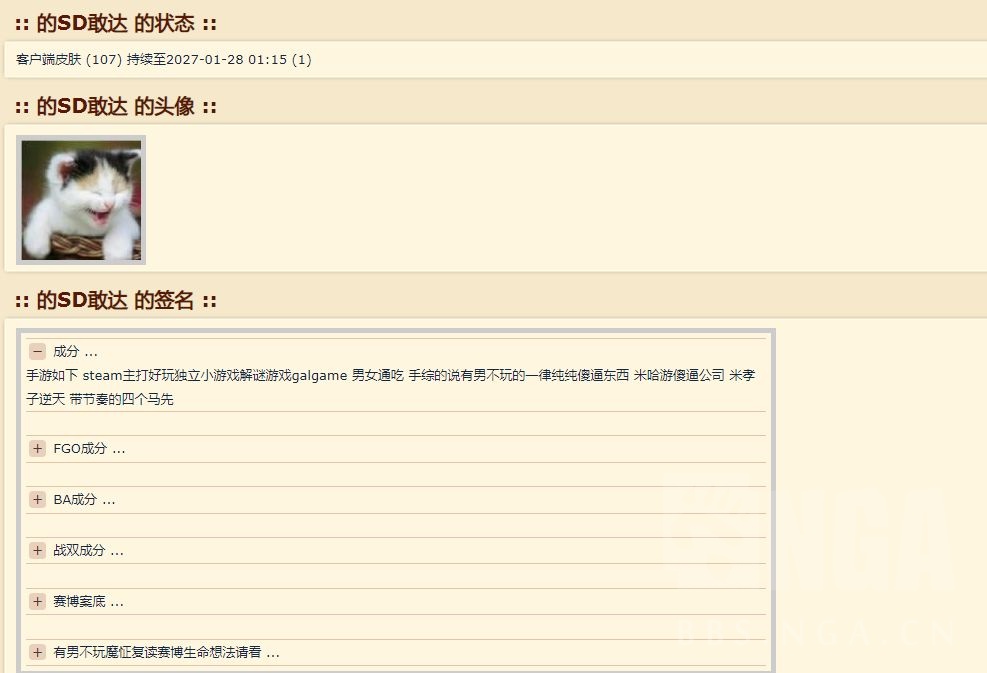 :: 的SD敢达 的状态 ::
客户端皮肤 (107) 持续至2027-01-28 01:15 (1)
:: 的SD敢达 的头像 ::
:: 的SD敢达 的签名 ::
− 成分 ...
手游如下 steam主打好玩独立小游戏解谜游戏galgame 男女通吃 手综的说有男不玩的一律纯纯傻逼东西 米哈游傻逼公司 米孝
子逆天 带节奏的四个马先
+ FGO成分 ...
+ BA成分 ...
+ 战双成分 ...
+ 赛博案底 ...
+ 有男不玩魔怔复读赛博生命想法请看 ...
NGA
BBS.NGA.CN